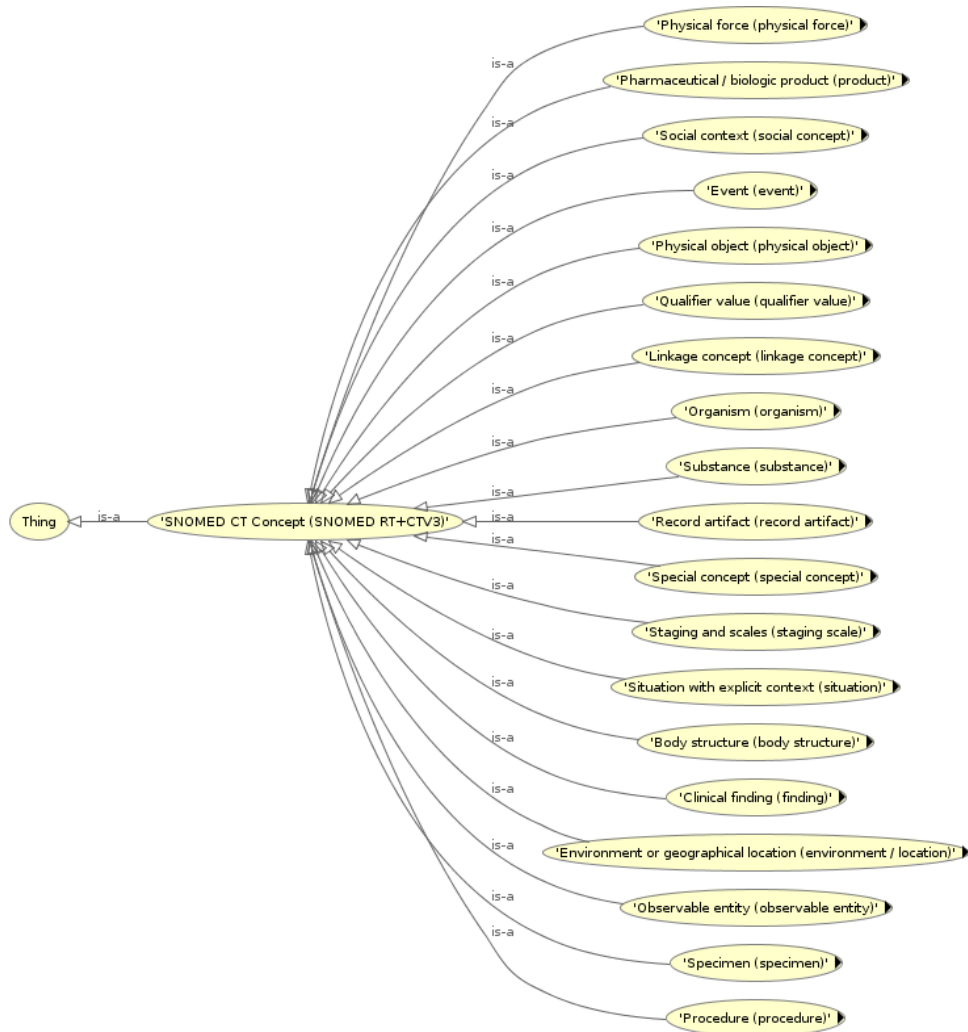 'Physical force (physical force)'
is-a
'Pharmaceutical / biologic product (product)'
is-a
'Social context (social concept)'
is-a
'Event (event)'
is-a
'Physical object (physical object)'
is-a
'Qualifier value (qualifier value)'
is-a
'Linkage concept (linkage concept)'
is-a
'Organism (organism)'
is-a
'Substance (substance)'
is-a
Thing
is-a
'SNOMED CT Concept (SNOMED RT+CTV3)'
is-a
'Record artifact (record artifact)'
is-a
'Special concept (special concept)'
is-a
'Staging and scales (staging scale)'
is-a
'Situation with explicit context (situation)'
is-a
'Body structure (body structure)'
is-a
'Clinical finding (finding)'
is-a
'Environment or geographical location (environment / location)'
is-a
'Observable entity (observable entity)'
is-a
'Specimen (specimen)'
is-a
'Procedure (procedure)'